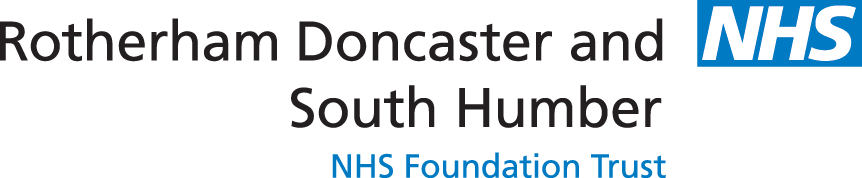 Rotherham Doncaster and NHS
South Humber
NHS Foundation Trust